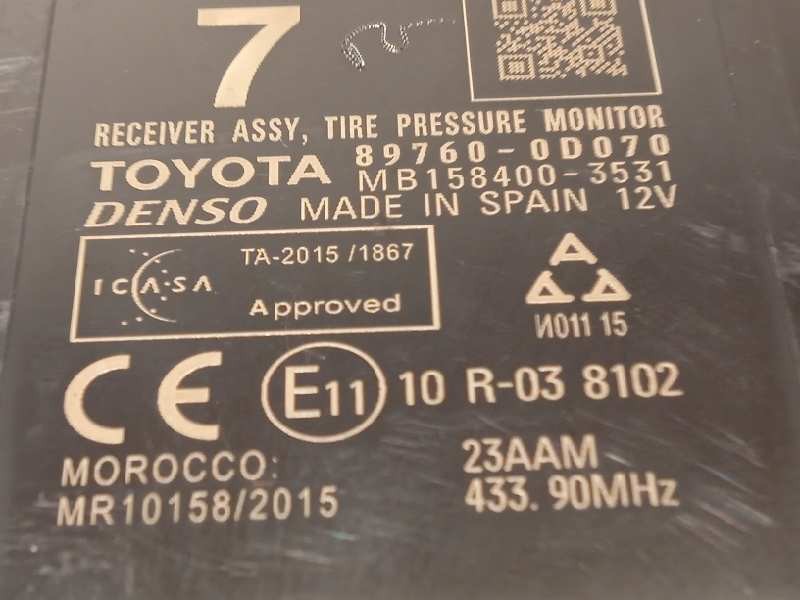 7
RECEIVER ASSY, TIRE PRESSURE MONITOR
TOYOTA 89760-0D070
MB158400-3531
DENSO MADE IN SPAIN 12V
ICASA TA-2015/1867
Approved
И011 15
CE E11 10 R-03 8102
MOROCCO: 23AAM
MR10158/2015 433.90MHz